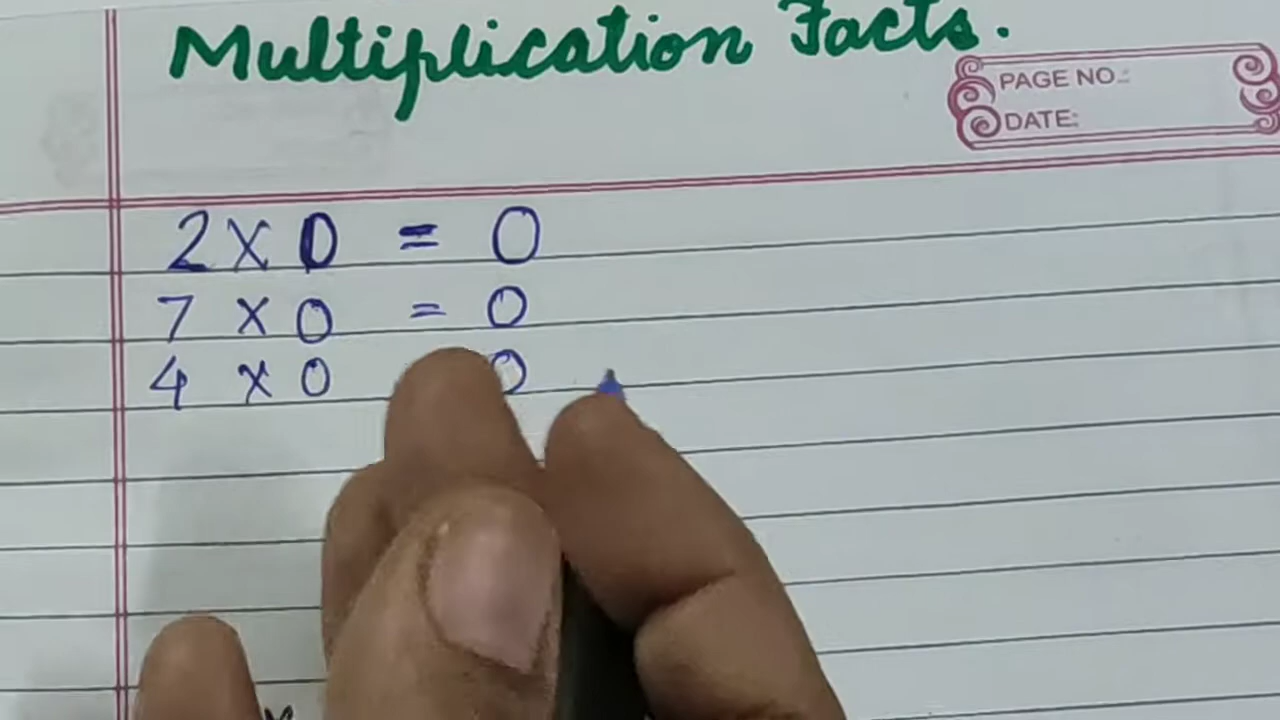 Multiplication Facts.
PAGE NO.:
DATE:
2 X 0 = 0
7 X 0 = 0
4 X 0 0